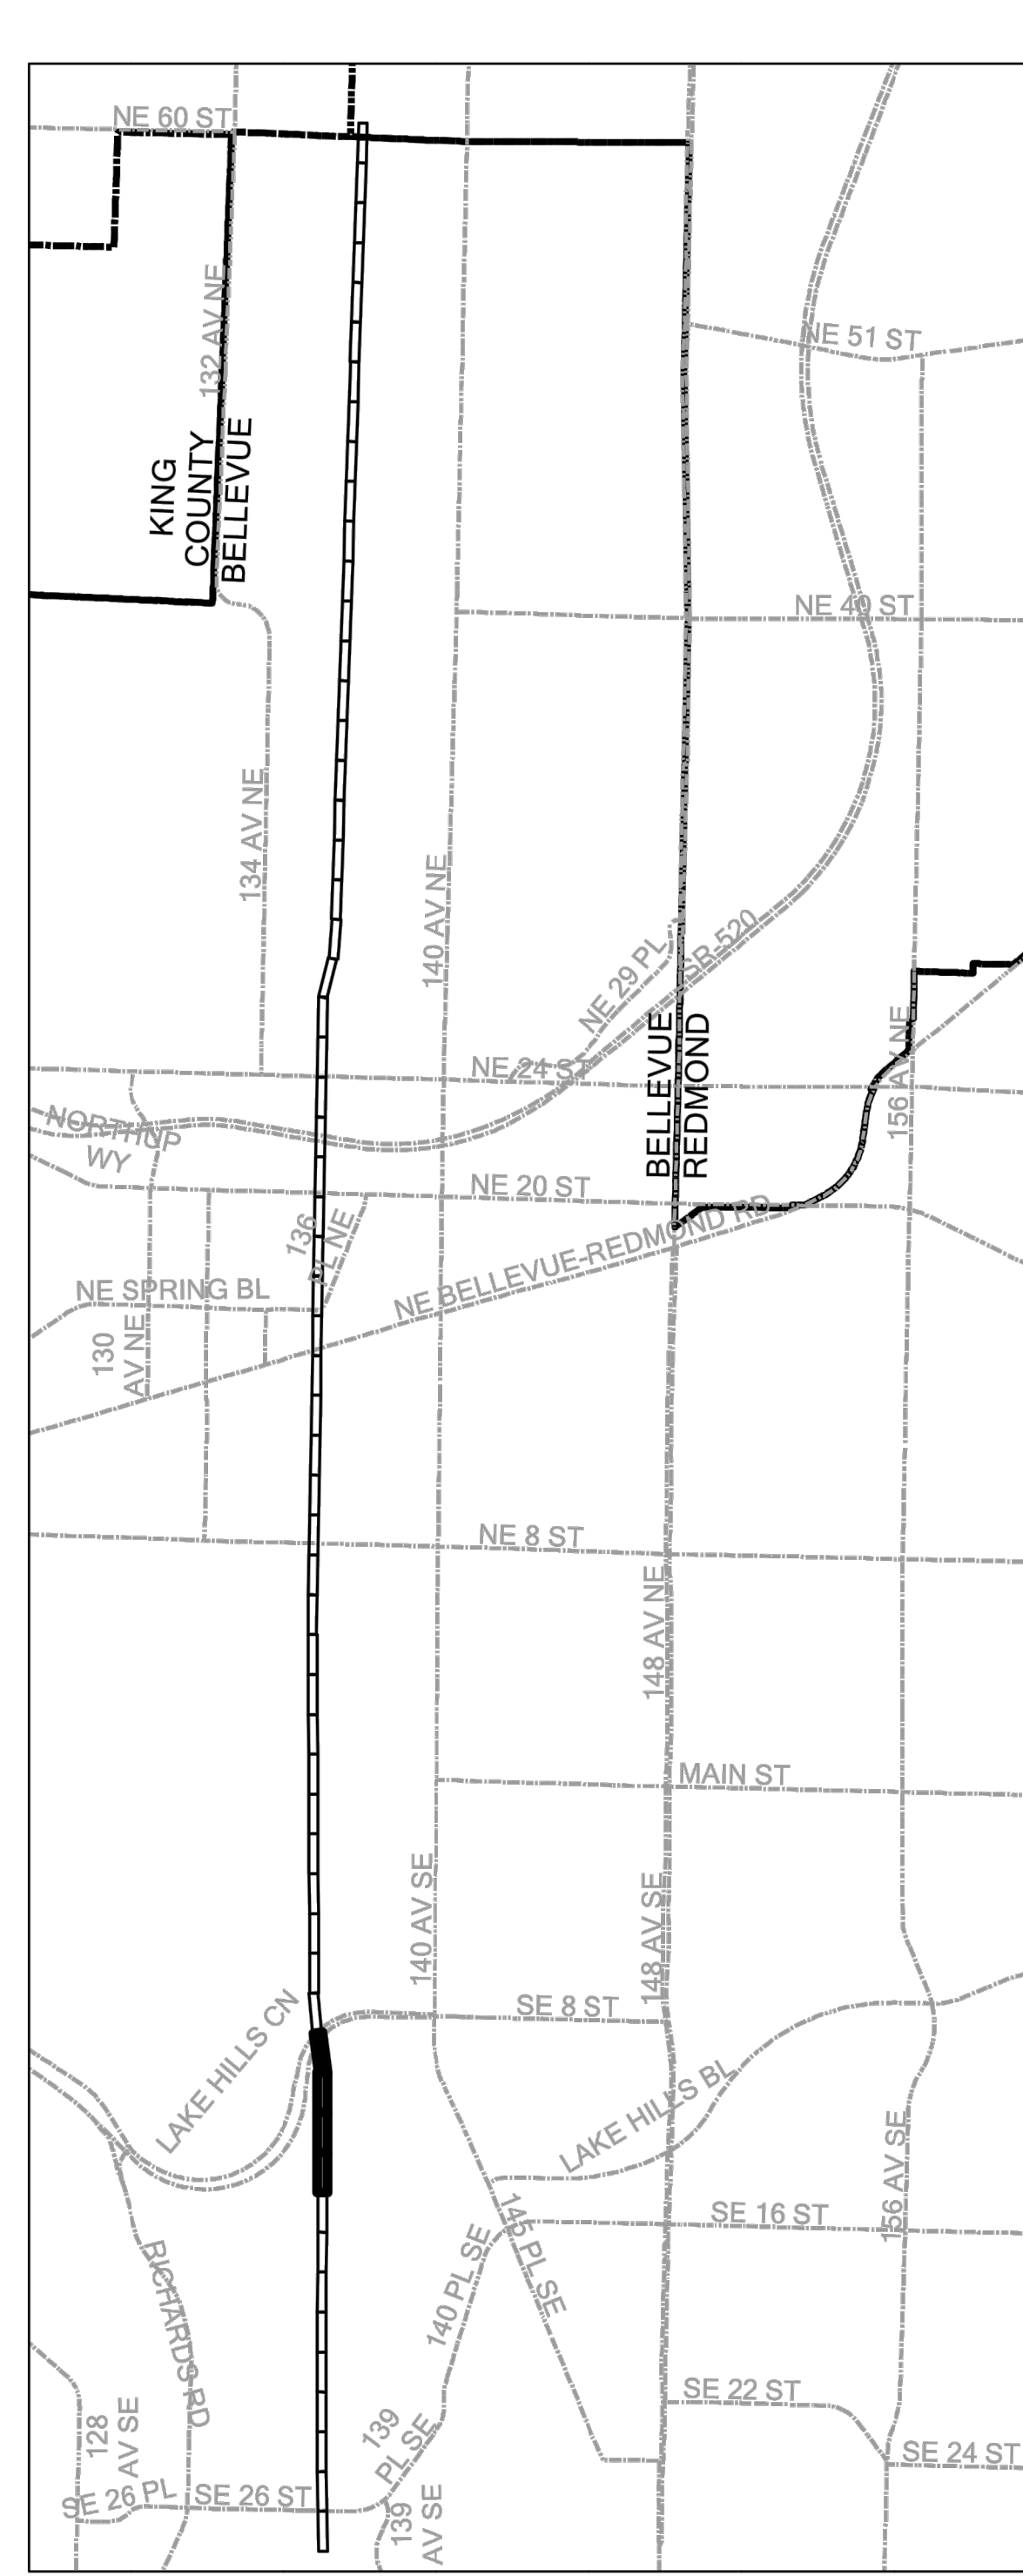 NE 60 ST
132 AV NE
NE 51 ST
KING
COUNTY
BELLEVUE
NE 40 ST
134 AV NE
140 AV NE
NE 29 PL
SR-520
BELLEVUE
REDMOND
156 AV NE
NE 24 ST
NORTHUP
WY
NE 20 ST
136
PL NE
NE BELLEVUE-REDMOND RD
NE SPRING BL
130
AV NE
NE 8 ST
148 AV NE
MAIN ST
140 AV SE
148 AV SE
LAKE HILLS CN
SE 8 ST
LAKE HILLS BL
156 AV SE
145 PL SE
SE 16 ST
140 PL SE
RICHARDS RD
SE 22 ST
128
AV SE
139
PL SE
SE 24 ST
SE 26 PL
SE 26 ST
139
AV SE